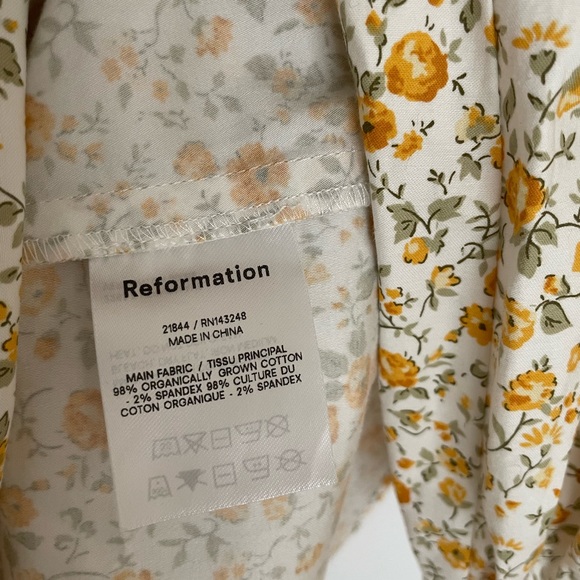 Reformation
21844 / RN143248
MADE IN CHINA
MAIN FABRIC / TISSU PRINCIPAL
98% ORGANICALLY GROWN COTTON
- 2% SPANDEX 98% CULTURE DU
COTON ORGANIQUE - 2% SPANDEX